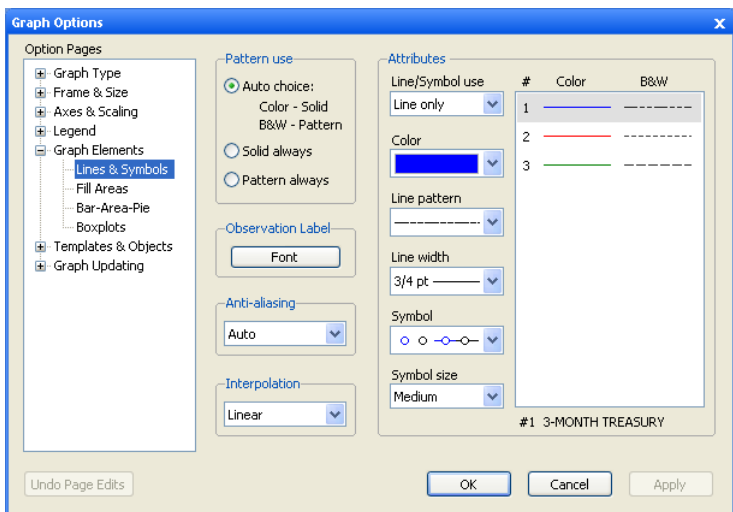 Graph Options
x
Option Pages
Graph Type
Frame & Size
Axes & Scaling
Legend
Graph Elements
Lines & Symbols
Fill Areas
Bar-Area-Pie
Boxplots
Templates & Objects
Graph Updating
Pattern use
Auto choice:
Color - Solid
B&W - Pattern
Solid always
Pattern always
Observation Label
Font
Anti-aliasing
Auto
Interpolation
Linear
Attributes
Line/Symbol use
Line only
Color
Line pattern
Line width
3/4 pt
Symbol
Symbol size
Medium
# Color B&W
1
2
3
#1 3-MONTH TREASURY
Undo Page Edits
OK
Cancel
Apply